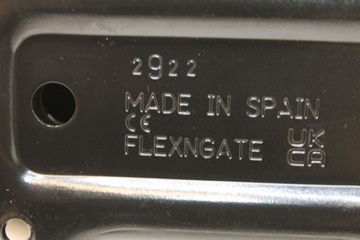 2922
MADE IN SPAIN
CE
FLEXNGATE
UK
CA